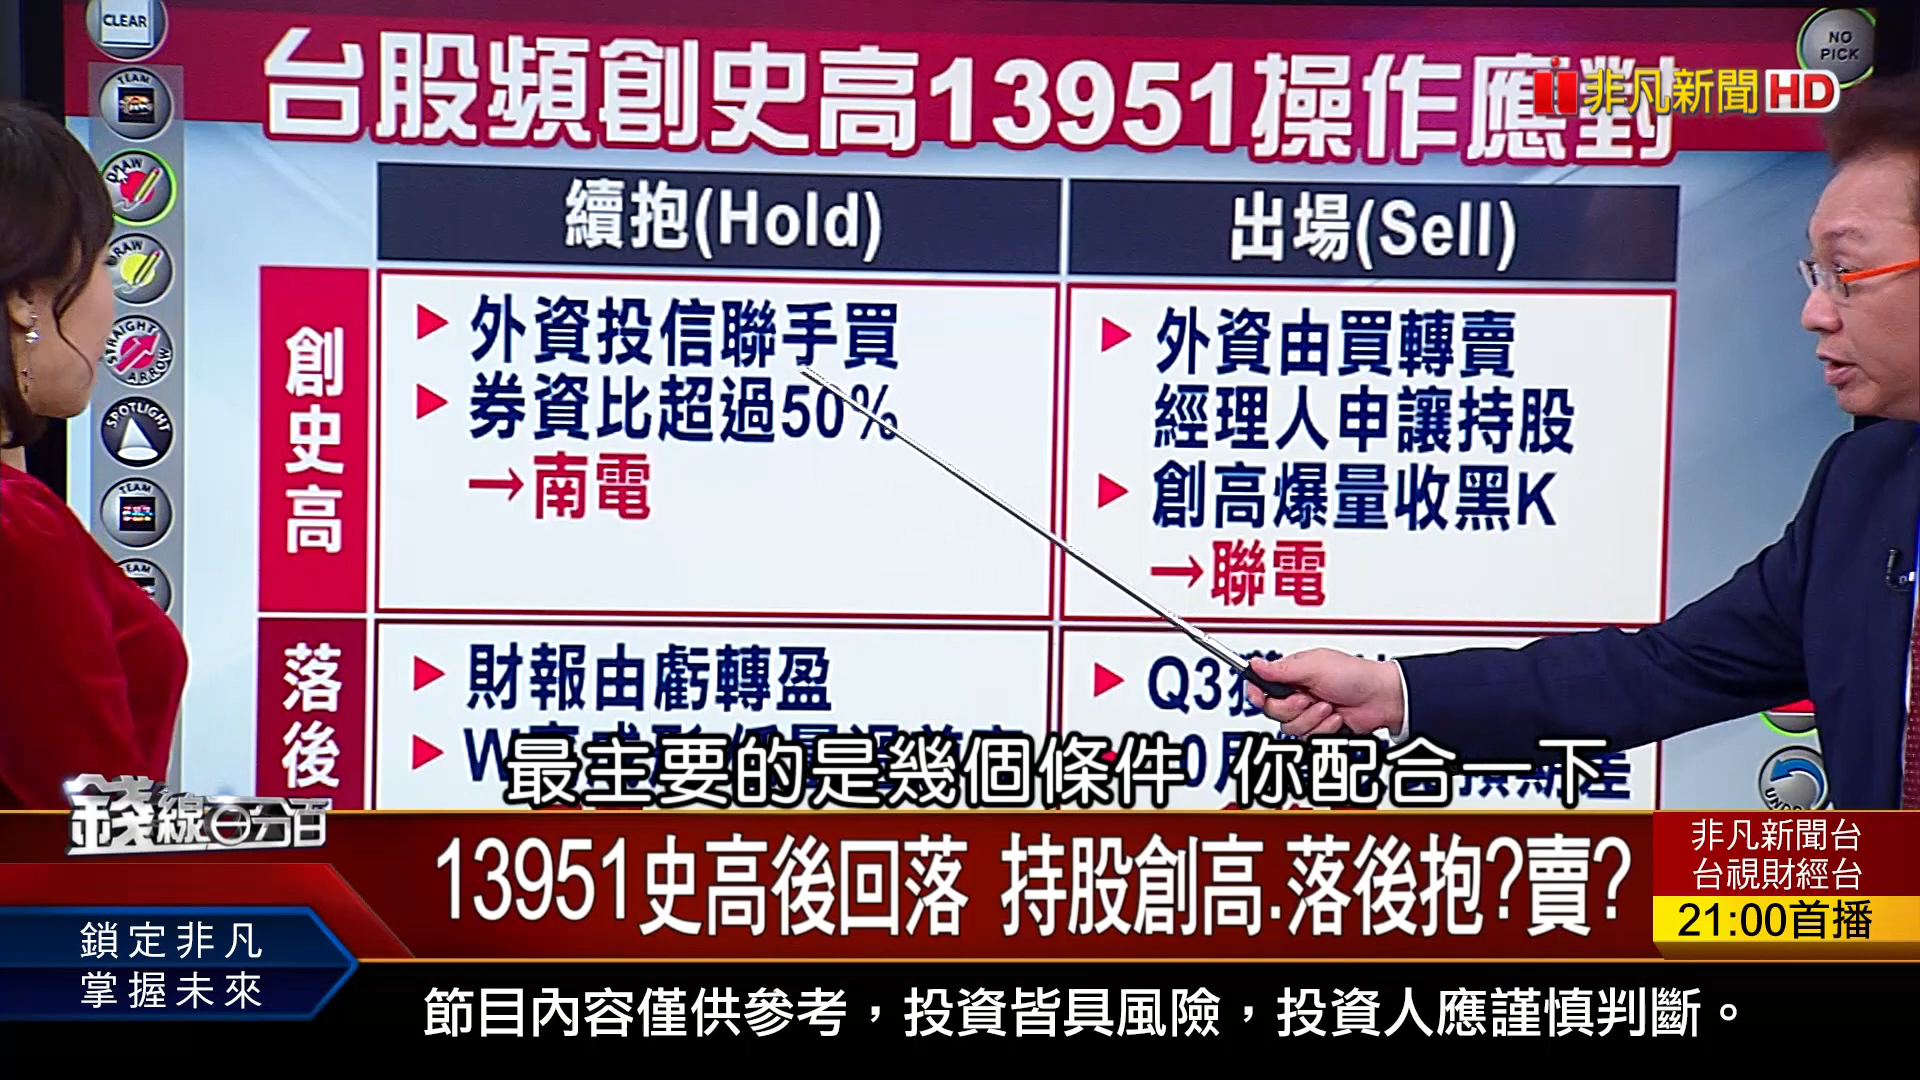 CLEAR
TEAM
DRAW
DRAW
STRAIGHT ARROW
SPOTLIGHT
TEAM
TEAM
NO PICK
台股頻創史高13951操作應對
非凡新聞HD
續抱(Hold)
出場(Sell)
創史高
外資投信聯手買
券資比超過50%
→南電
外資由買轉賣
經理人申讓持股
創高爆量收黑K
→聯電
落後
財報由虧轉盈
Q3
最主要的是幾個條件 你配合一下
錢線百分百
13951史高後回落 持股創高.落後抱?賣?
非凡新聞台
台視財經台
21:00首播
鎖定非凡
掌握未來
節目內容僅供參考，投資皆具風險，投資人應謹慎判斷。